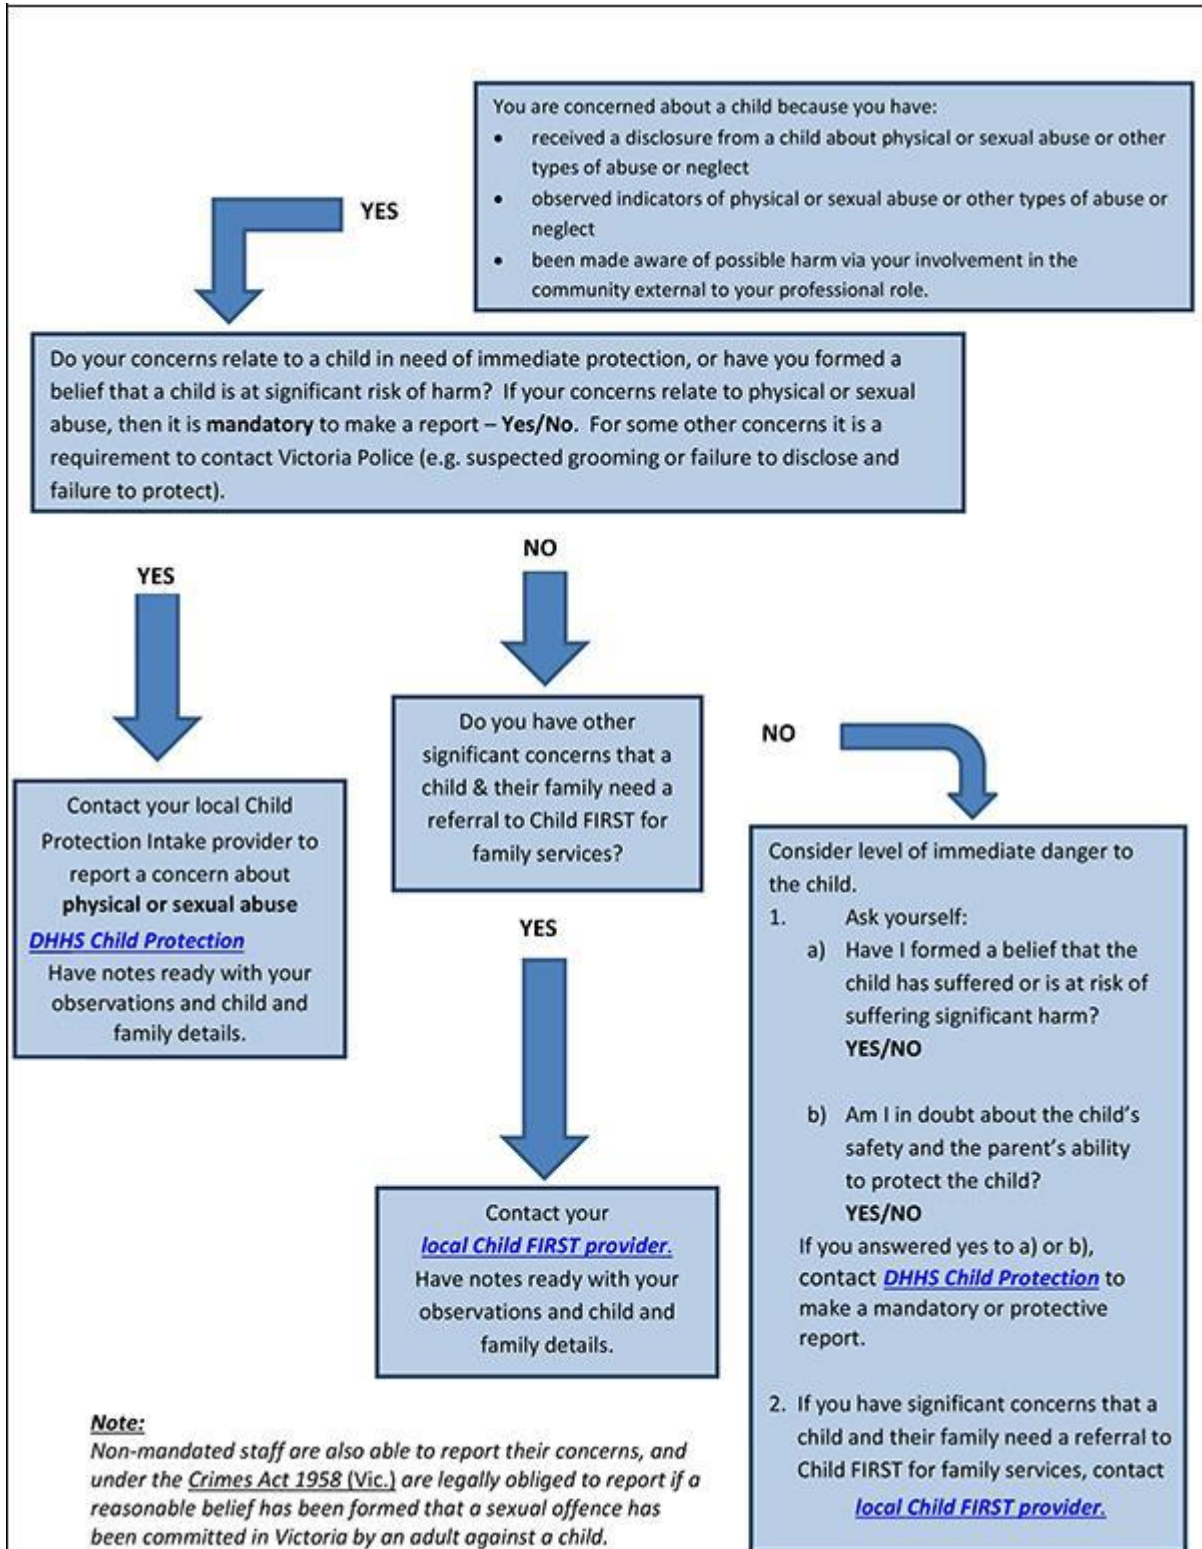 You are concerned about a child because you have:
• received a disclosure from a child about physical or sexual abuse or other
types of abuse or neglect
• observed indicators of physical or sexual abuse or other types of abuse or
neglect
• been made aware of possible harm via your involvement in the
community external to your professional role.
YES
Do your concerns relate to a child in need of immediate protection, or have you formed a
belief that a child is at significant risk of harm? If your concerns relate to physical or sexual
abuse, then it is mandatory to make a report – Yes/No. For some other concerns it is a
requirement to contact Victoria Police (e.g. suspected grooming or failure to disclose and
failure to protect).
YES
Contact your local Child
Protection Intake provider to
report a concern about
physical or sexual abuse
DHHS Child Protection
Have notes ready with your
observations and child and
family details.
NO
Do you have other
significant concerns that a
child & their family need a
referral to Child FIRST for
family services?
YES
Contact your
local Child FIRST provider.
Have notes ready with your
observations and child and
family details.
NO
Consider level of immediate danger to
the child.
1. Ask yourself:
a) Have I formed a belief that the
child has suffered or is at risk of
suffering significant harm?
YES/NO
b) Am I in doubt about the child's
safety and the parent's ability
to protect the child?
YES/NO
If you answered yes to a) or b),
contact DHHS Child Protection to
make a mandatory or protective
report.
2. If you have significant concerns that a
child and their family need a referral to
Child FIRST for family services, contact
local Child FIRST provider.
Note:
Non-mandated staff are also able to report their concerns, and
under the Crimes Act 1958 (Vic.) are legally obliged to report if a
reasonable belief has been formed that a sexual offence has
been committed in Victoria by an adult against a child.